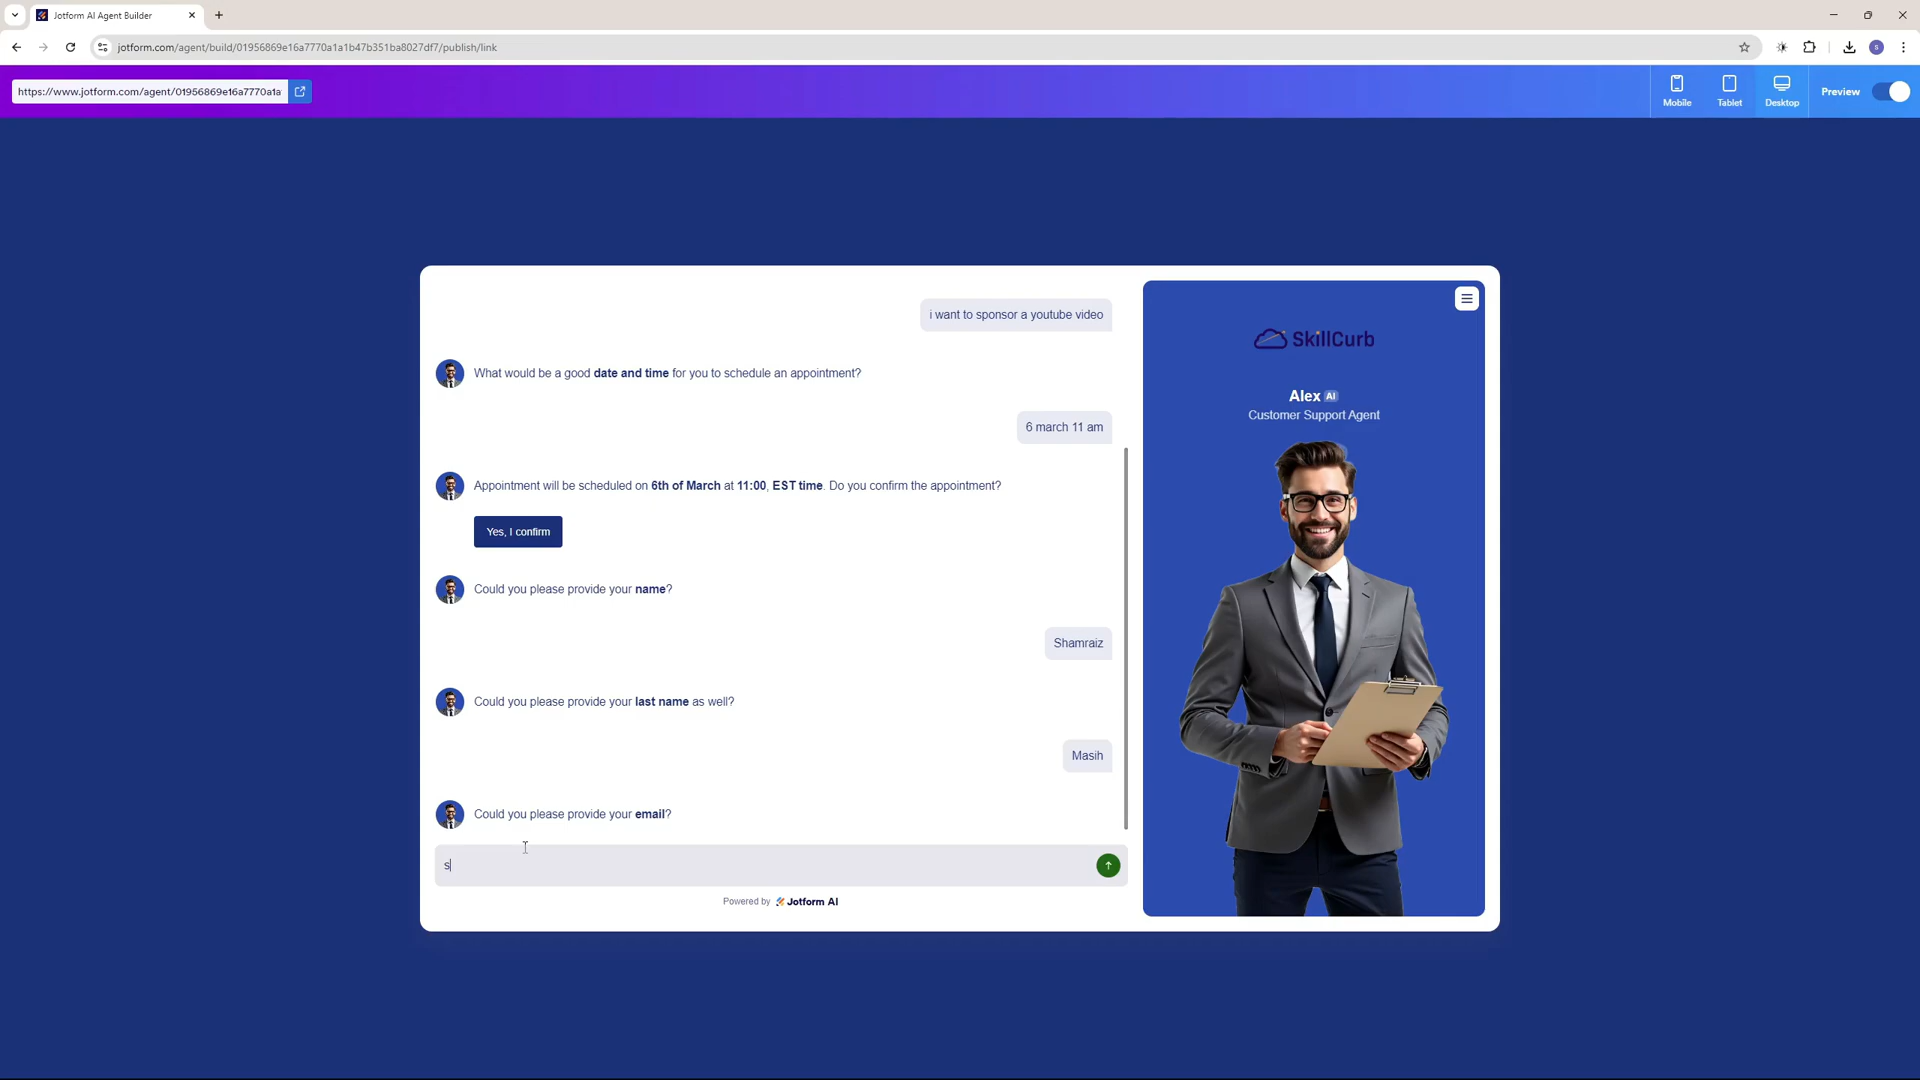 Jotform AI Agent Builder
jotform.com/agent/build/01956869e16a7770a1a1b47b351ba8027df7/publish/link
S
https://www.jotform.com/agent/01956869e16a7770a1a
Mobile
Tablet
Desktop
Preview
i want to sponsor a youtube video
What would be a good date and time for you to schedule an appointment?
6 march 11 am
Appointment will be scheduled on 6th of March at 11:00, EST time. Do you confirm the appointment?
Yes, I confirm
Could you please provide your name?
Shamraiz
Could you please provide your last name as well?
Masih
Could you please provide your email?
s
Powered by Jotform AI
SkillCurb
Alex AI
Customer Support Agent